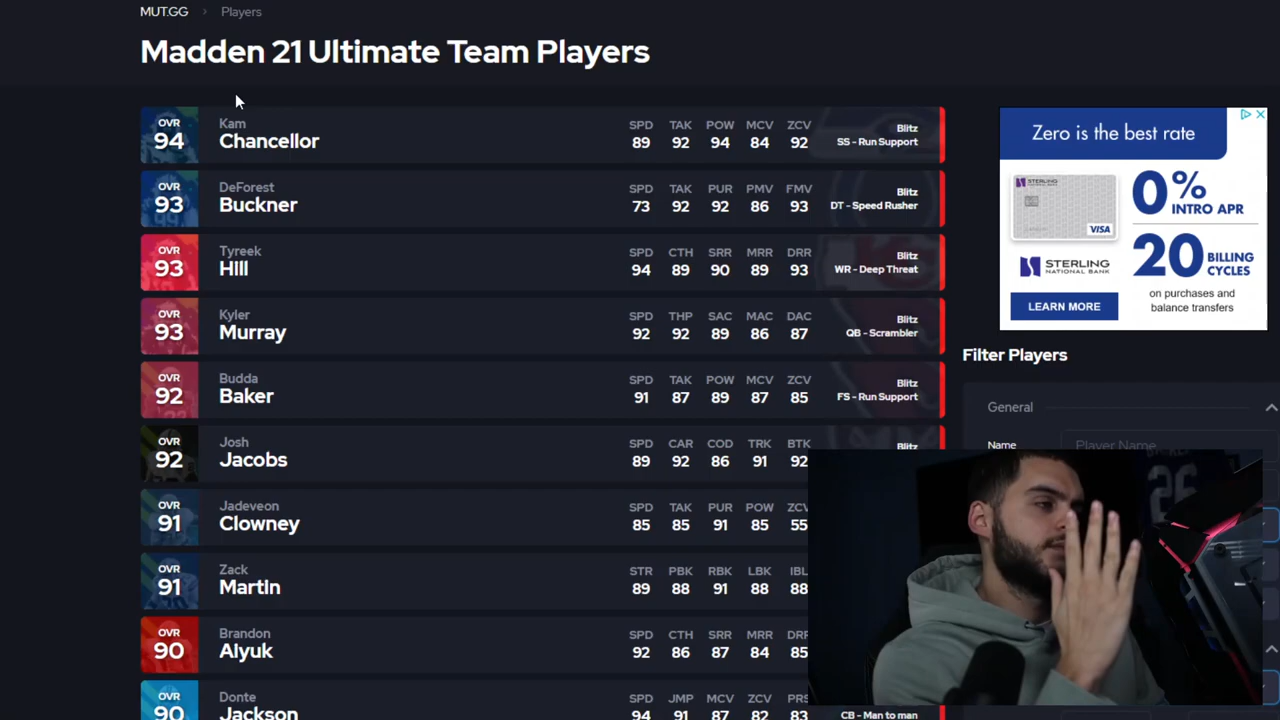 MUT.GG › Players
Madden 21 Ultimate Team Players
OVR 94 Kam Chancellor SPD 89 TAK 92 POW 94 MCV 84 ZCV 92 Blitz SS - Run Support
OVR 93 DeForest Buckner SPD 73 TAK 92 PUR 92 PMV 86 FMV 93 Blitz DT - Speed Rusher
OVR 93 Tyreek Hill SPD 94 CTH 89 SRR 90 MRR 89 DRR 93 Blitz WR - Deep Threat
OVR 93 Kyler Murray SPD 92 THP 92 SAC 89 MAC 86 DAC 87 Blitz QB - Scrambler
OVR 92 Budda Baker SPD 91 TAK 87 POW 89 MCV 87 ZCV 85 Blitz FS - Run Support
OVR 92 Josh Jacobs SPD 89 CAR 92 COD 86 TRK 91 BTK 92 Blitz
OVR 91 Jadeveon Clowney SPD 85 TAK 85 PUR 91 POW 85 ZCV 55
OVR 91 Zack Martin STR 89 PBK 88 RBK 91 LBK 88 IBL 88
OVR 90 Brandon Aiyuk SPD 92 CTH 86 SRR 87 MRR 84 DRR 85
OVR 90 Donte Jackson SPD 94 JMP 91 MCV 87 ZCV 82 PRS 83 CB - Man to man
Zero is the best rate
STERLING
VISA
0% INTRO APR
20 BILLING CYCLES
on purchases and
balance transfers
STERLING NATIONAL BANK
LEARN MORE
Filter Players
General
Name Player Name
26